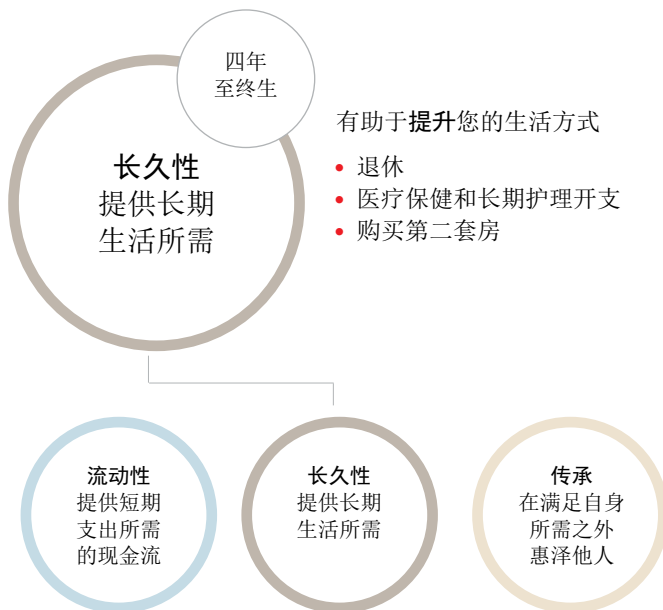 四年
至终生
长久性
提供长期
生活所需
有助于提升您的生活方式
• 退休
• 医疗保健和长期护理开支
• 购买第二套房
流动性
提供短期
支出所需
的现金流
长久性
提供长期
生活所需
传承
在满足自身
所需之外
惠泽他人